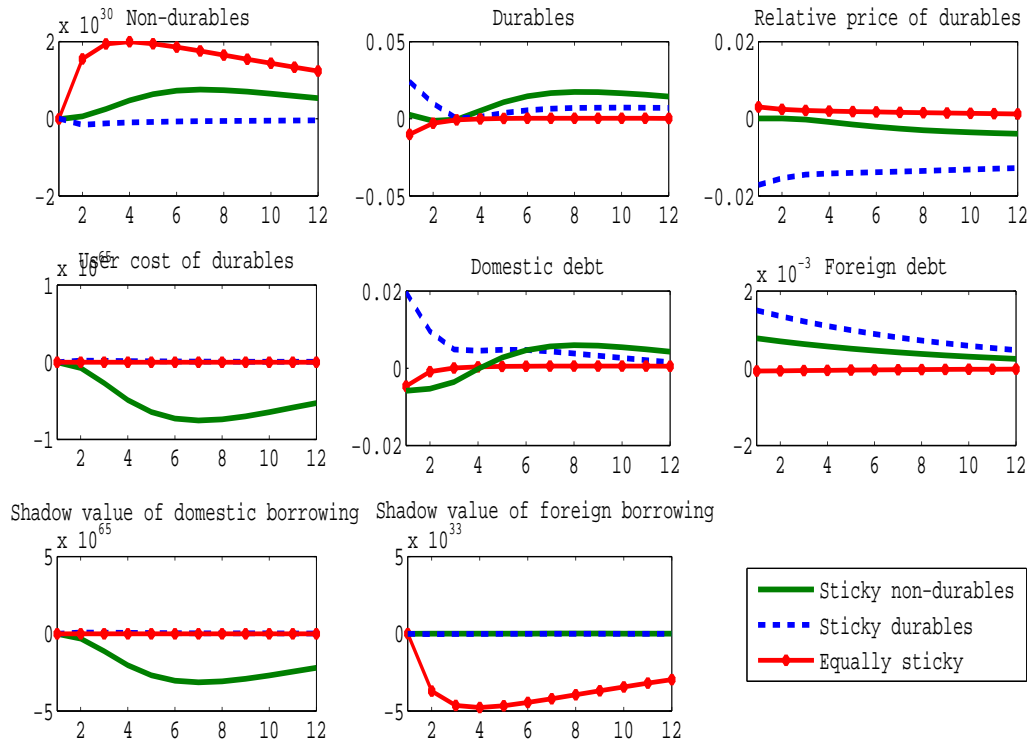 x 10^30 Non-durables
2
0
−2
2 4 6 8 10 12
Durables
0.05
0
−0.05
2 4 6 8 10 12
Relative price of durables
0.02
0
−0.02
2 4 6 8 10 12
User cost of durables
x 10^65
1
0
−1
2 4 6 8 10 12
Domestic debt
0.02
0
−0.02
2 4 6 8 10 12
x 10^−3 Foreign debt
2
0
−2
2 4 6 8 10 12
Shadow value of domestic borrowing
x 10^65
5
0
−5
2 4 6 8 10 12
Shadow value of foreign borrowing
x 10^33
5
0
−5
2 4 6 8 10 12
Sticky non-durables
Sticky durables
Equally sticky